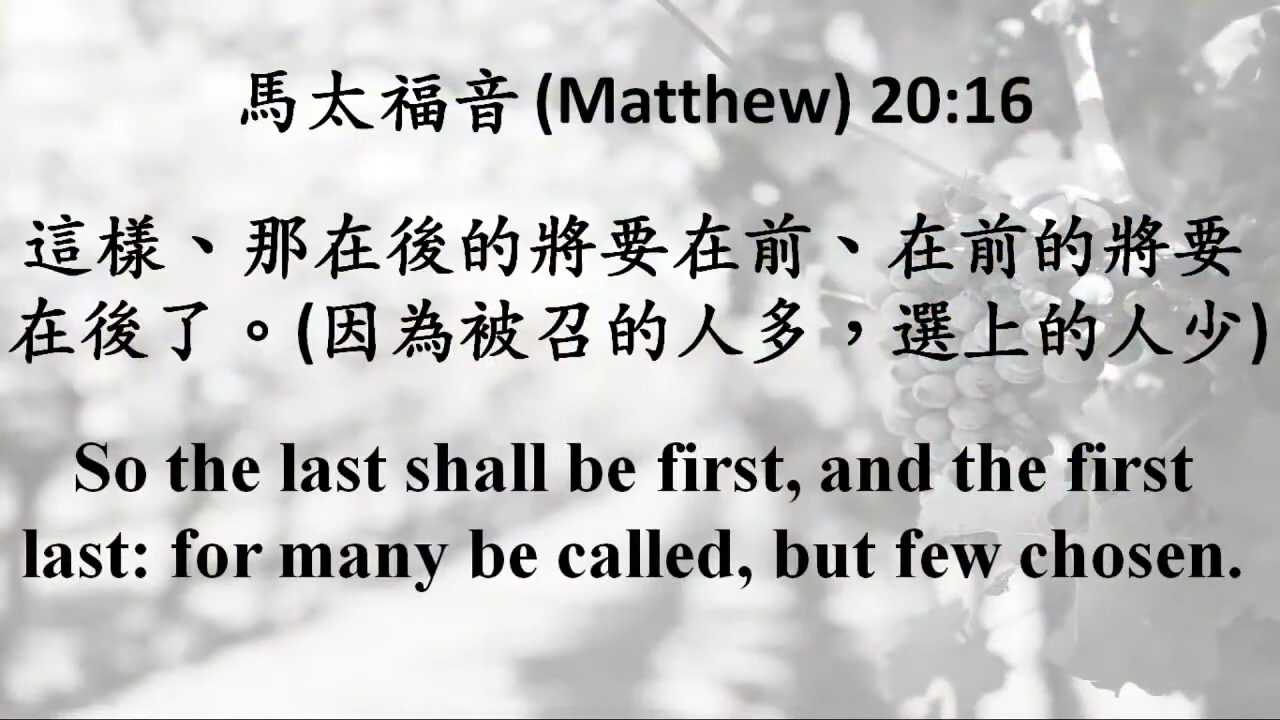 馬太福音 (Matthew) 20:16
這樣、那在後的將要在前、在前的將要
在後了。(因為被召的人多，選上的人少)
So the last shall be first, and the first
last: for many be called, but few chosen.